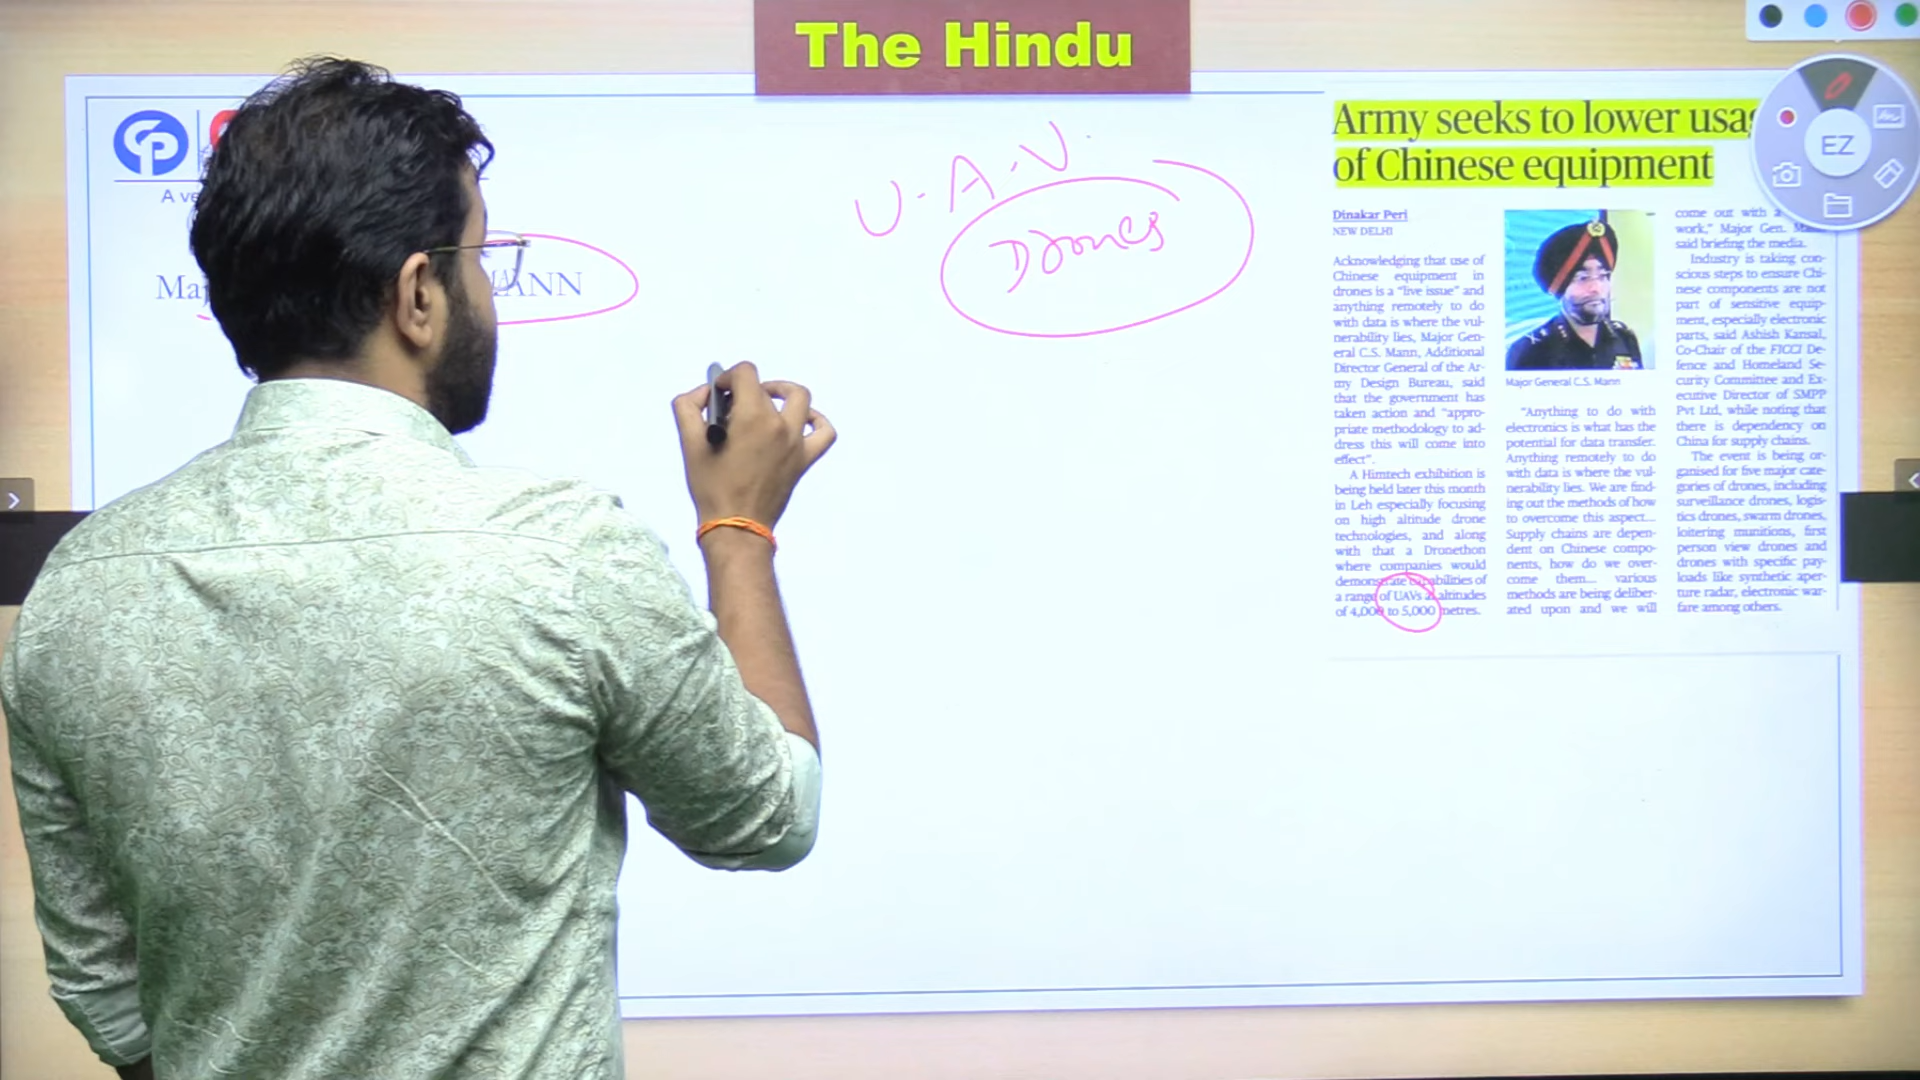 The Hindu
A ve
Maj
MANN
U.A.V.
Drones
EZ
Army seeks to lower usag
of Chinese equipment
Dinakar Peri
NEW DELHI
Acknowledging that use of
Chinese equipment in
drones is a “live issue” and
anything remotely to do
with data is where the vul-
nerability lies, Major Gen-
eral C.S. Mann, Additional
Director General of the Ar-
my Design Bureau, said
that the government has
taken action and “appro-
priate methodology to ad-
dress this will come into
effect”.
A Himtech exhibition is
being held later this month
in Leh especially focusing
on high altitude drone
technologies, and along
with that a Dronethon
where companies would
demonstrate capabilities of
a range of UAVs at altitudes
of 4,000 to 5,000 metres.
Major General C.S. Mann
“Anything to do with
electronics is what has the
potential for data transfer.
Anything remotely to do
with data is where the vul-
nerability lies. We are find-
ing out the methods of how
to overcome this aspect...
Supply chains are depen-
dent on Chinese compo-
nents, how do we over-
come them... various
methods are being deliber-
ated upon and we will
come out with a
work,” Major Gen. Mann
said briefing the media.
Industry is taking con-
scious steps to ensure Chi-
nese components are not
part of sensitive equip-
ment, especially electronic
parts, said Ashish Kansal,
Co-Chair of the FICCI De-
fence and Homeland Se-
curity Committee and Ex-
ecutive Director of SMPP
Pvt Ltd, while noting that
there is dependency on
China for supply chains.
The event is being or-
ganised for five major cate-
gories of drones, including
surveillance drones, logis-
tics drones, swarm drones,
loitering munitions, first
person view drones and
drones with specific pay-
loads like synthetic aper-
ture radar, electronic war-
fare among others.